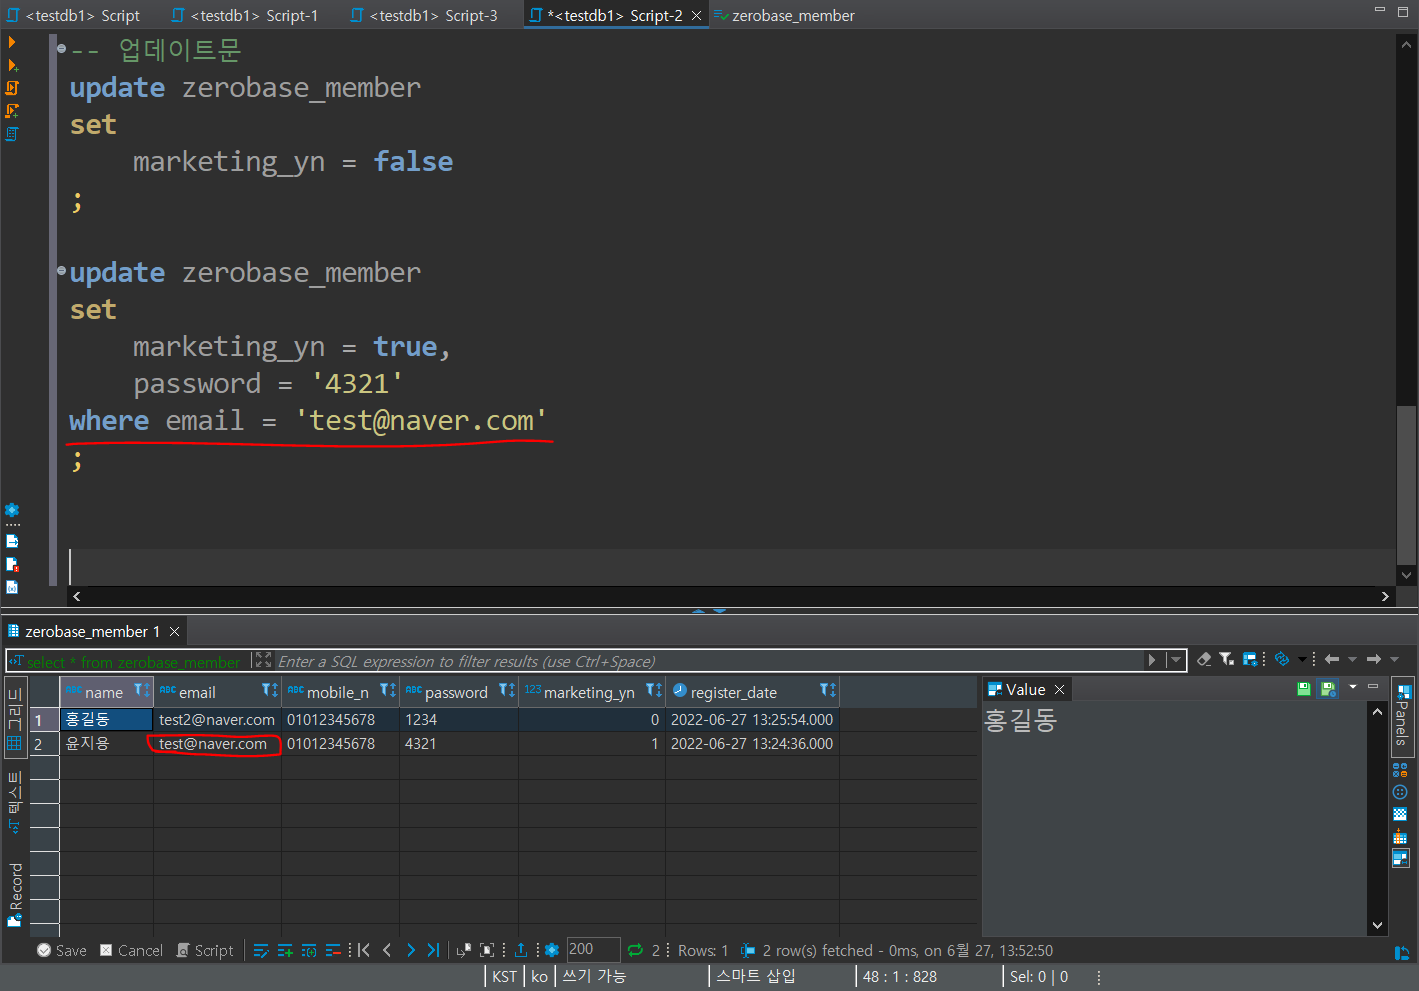 <testdb1> Script
<testdb1> Script-1
<testdb1> Script-3
*<testdb1> Script-2
zerobase_member
-- 업데이트문
update zerobase_member
set
marketing_yn = false
;
update zerobase_member
set
marketing_yn = true,
password = '4321'
where email = 'test@naver.com'
;
zerobase_member 1
select * from zerobase_member
Enter a SQL expression to filter results (use Ctrl+Space)
name email mobile_n password 123 marketing_yn register_date
1 홍길동 test2@naver.com 01012345678 1234 0 2022-06-27 13:25:54.000
2 윤지용 test@naver.com 01012345678 4321 1 2022-06-27 13:24:36.000
Value
홍길동
Panels
그리드
텍스트
Record
Save Cancel Script 200 2 Rows: 1 2 row(s) fetched - 0ms, on 6월 27, 13:52:50
KST ko 쓰기 가능 스마트 삽입 48 : 1 : 828 Sel: 0 | 0